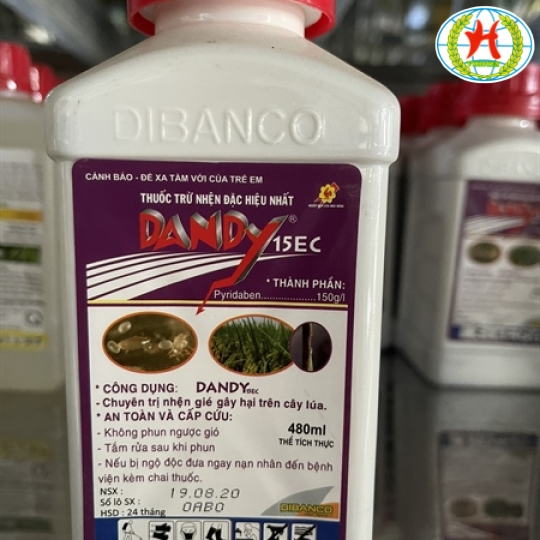 DIBANCO
CẢNH BÁO - ĐỂ XA TẦM VỚI CỦA TRẺ EM
THUỐC TRỪ NHỆN ĐẶC HIỆU NHẤT
DANDY® 15EC
* THÀNH PHẦN:
Pyridaben....................150g/l
* CÔNG DỤNG: DANDY 15EC
- Chuyên trị nhện gié gây hại trên cây lúa.
* AN TOÀN VÀ CẤP CỨU:
- Không phun ngược gió
- Tắm rửa sau khi phun
- Nếu bị ngộ độc đưa ngay nạn nhân đến bệnh
viện kèm chai thuốc.
480ml
THỂ TÍCH THỰC
NSX : 19.08.20
Số lô SX : OABO
HSD : 24 tháng
DIBANCO